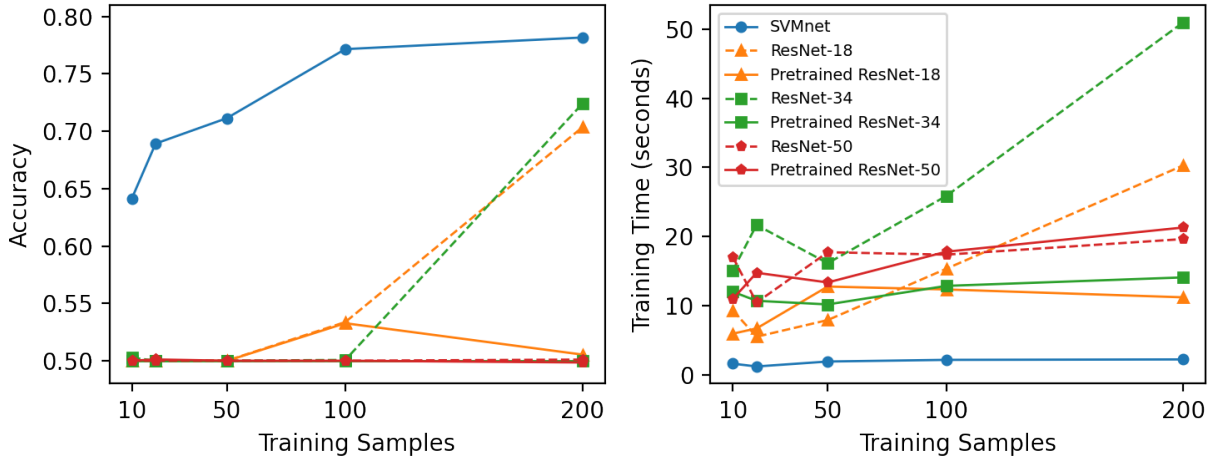 0.80
0.75
0.70
0.65
0.60
0.55
0.50
Accuracy
10 50 100 200
Training Samples
50
40
30
20
10
0
Training Time (seconds)
SVMnet
ResNet-18
Pretrained ResNet-18
ResNet-34
Pretrained ResNet-34
ResNet-50
Pretrained ResNet-50
10 50 100 200
Training Samples